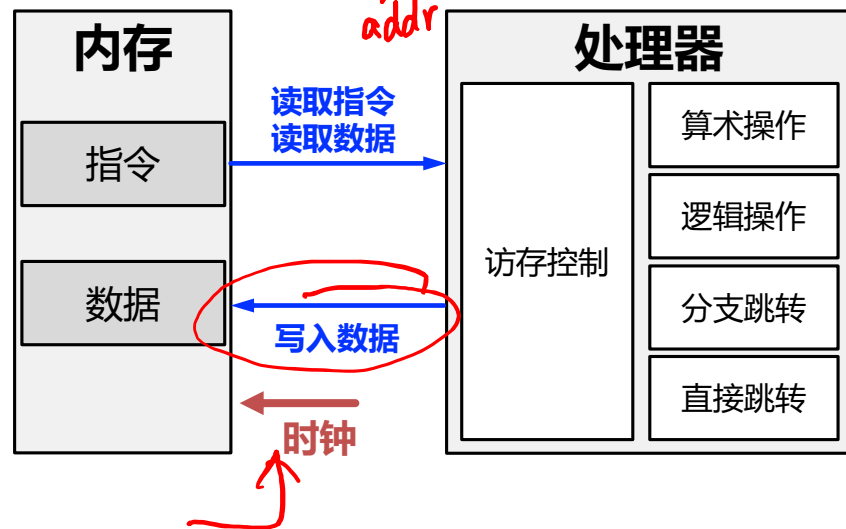 addr
内存
处理器
读取指令
读取数据
指令
数据
写入数据
时钟
访存控制
算术操作
逻辑操作
分支跳转
直接跳转